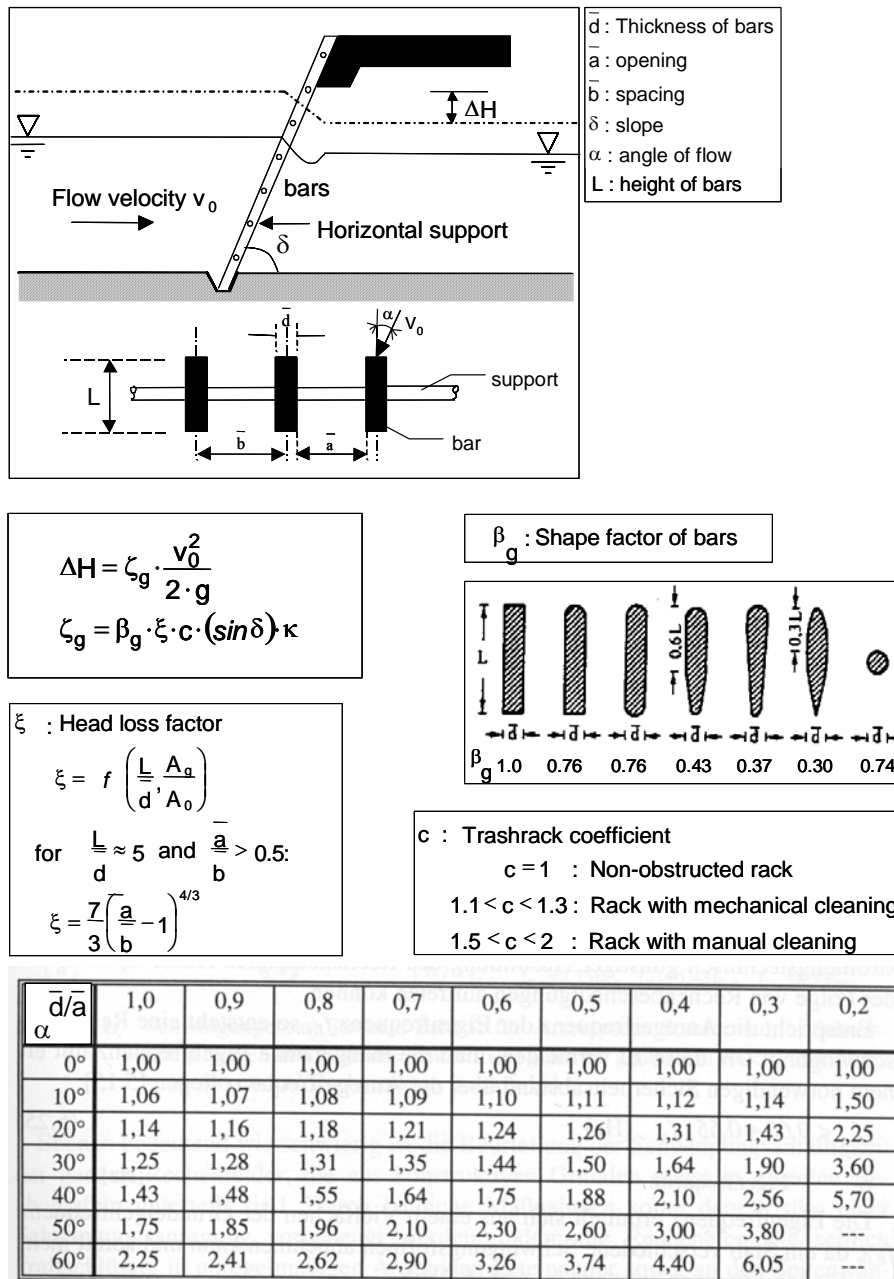 d̅ : Thickness of bars
a̅ : opening
b̅ : spacing
δ : slope
α : angle of flow
L : height of bars
ΔH
bars
Flow velocity v₀
Horizontal support
δ
d̅
α
v₀
support
L
b̅
a̅
bar
ΔH = ζg · v₀² / 2 · g
ζg = βg · ξ · c · (sin δ) · κ
βg : Shape factor of bars
L
0.6L
0.3L
d̅ d̅ d̅ d̅ d̅ d̅ d̅
βg 1.0 0.76 0.76 0.43 0.37 0.30 0.74
ξ : Head loss factor
ξ = f (L/d̅, Ag/A₀)
for L/d̅ ≈ 5 and a̅/b̅ > 0.5:
ξ = 7/3 (a̅/b̅ − 1)^4/3
c : Trashrack coefficient
c = 1 : Non-obstructed rack
1.1 < c < 1.3 : Rack with mechanical cleaning
1.5 < c < 2 : Rack with manual cleaning
α d̅/a̅ 1,0 0,9 0,8 0,7 0,6 0,5 0,4 0,3 0,2
0° 1,00 1,00 1,00 1,00 1,00 1,00 1,00 1,00 1,00
10° 1,06 1,07 1,08 1,09 1,10 1,11 1,12 1,14 1,50
20° 1,14 1,16 1,18 1,21 1,24 1,26 1,31 1,43 2,25
30° 1,25 1,28 1,31 1,35 1,44 1,50 1,64 1,90 3,60
40° 1,43 1,48 1,55 1,64 1,75 1,88 2,10 2,56 5,70
50° 1,75 1,85 1,96 2,10 2,30 2,60 3,00 3,80 ---
60° 2,25 2,41 2,62 2,90 3,26 3,74 4,40 6,05 ---